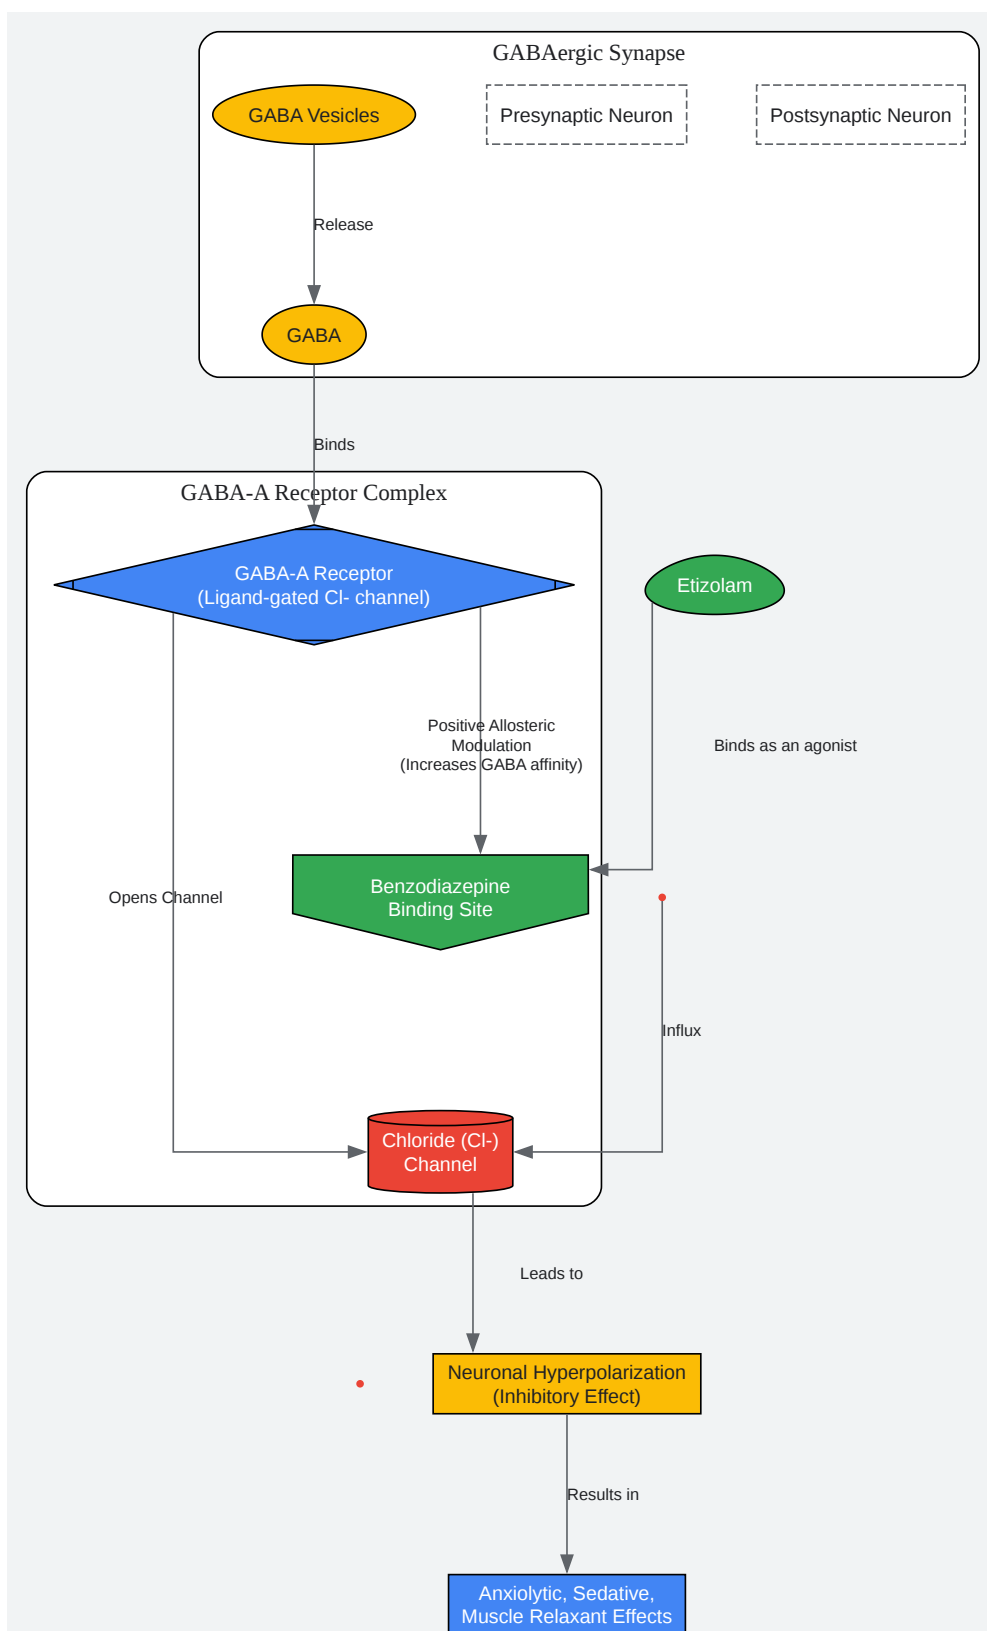 GABAergic Synapse
GABA Vesicles
Presynaptic Neuron
Postsynaptic Neuron
Release
GABA
Binds
GABA-A Receptor Complex
GABA-A Receptor
(Ligand-gated Cl- channel)
Etizolam
Positive Allosteric
Modulation
(Increases GABA affinity)
Binds as an agonist
Opens Channel
Benzodiazepine
Binding Site
Influx
Chloride (Cl-)
Channel
Leads to
Neuronal Hyperpolarization
(Inhibitory Effect)
Results in
Anxiolytic, Sedative,
Muscle Relaxant Effects